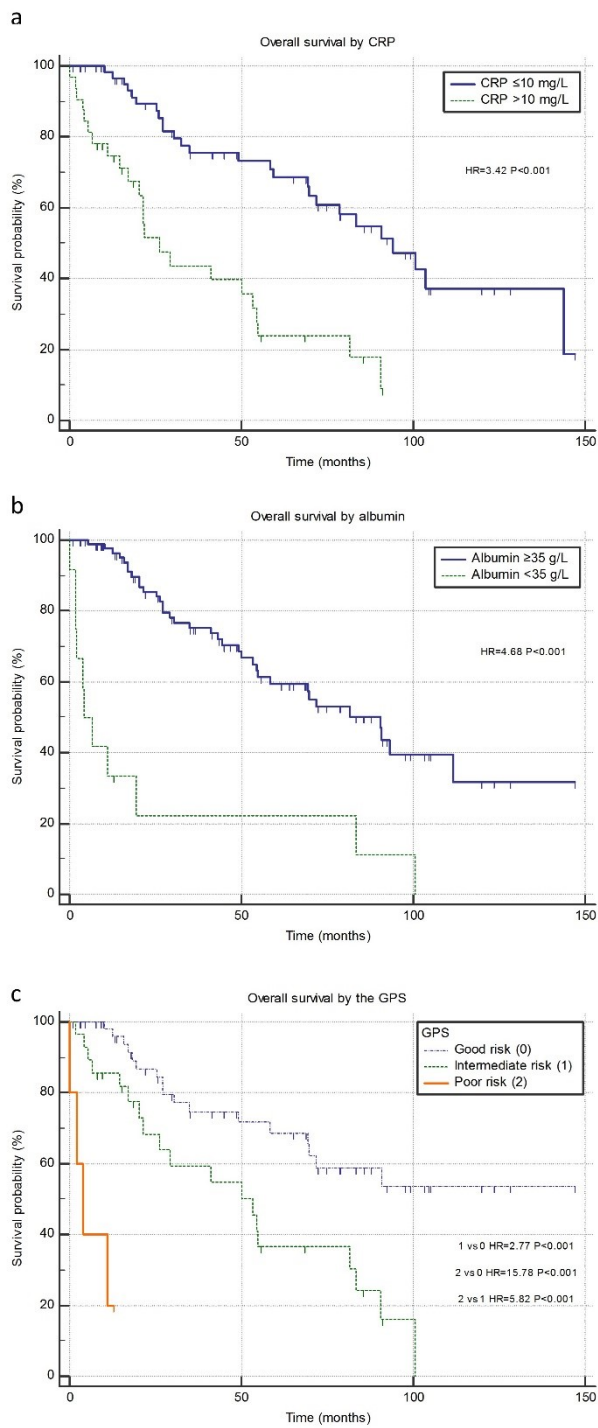 a
Overall survival by CRP
100
80
60
40
20
0
Survival probability (%)
CRP ≤10 mg/L
CRP >10 mg/L
HR=3.42 P<0.001
0 50 100 150
Time (months)
b
Overall survival by albumin
100
80
60
40
20
0
Survival probability (%)
Albumin ≥35 g/L
Albumin <35 g/L
HR=4.68 P<0.001
0 50 100 150
Time (months)
c
Overall survival by the GPS
100
80
60
40
20
0
Survival probability (%)
GPS
Good risk (0)
Intermediate risk (1)
Poor risk (2)
1 vs 0 HR=2.77 P<0.001
2 vs 0 HR=15.78 P<0.001
2 vs 1 HR=5.82 P<0.001
0 50 100 150
Time (months)